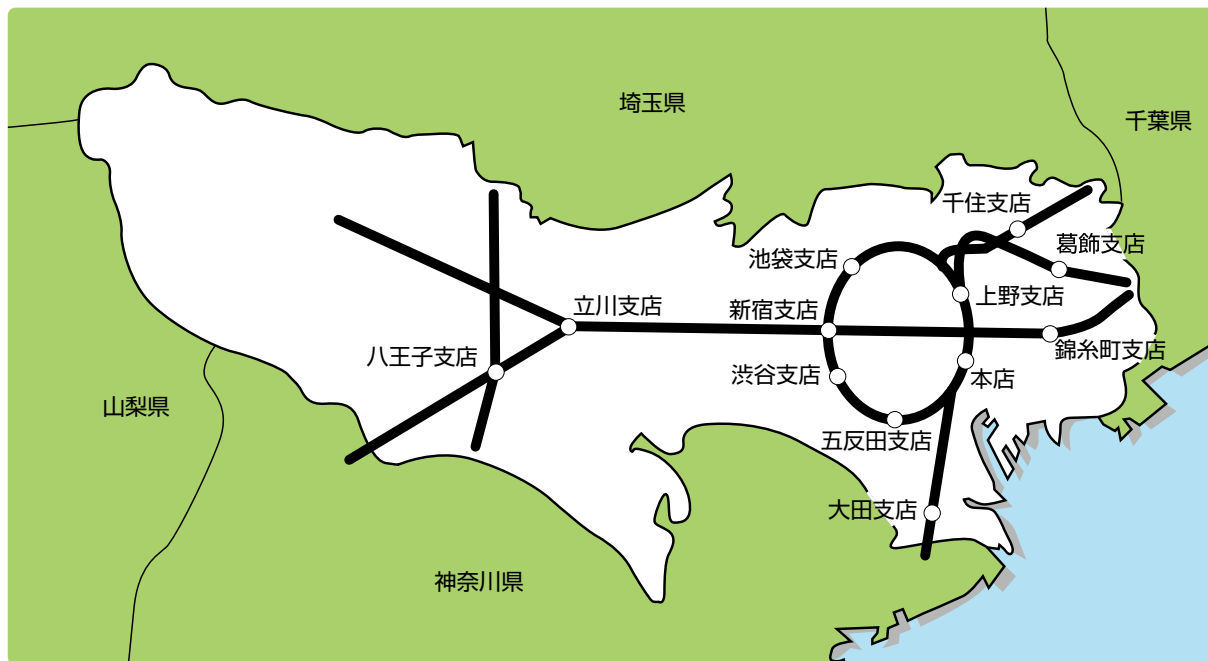 埼玉県
千葉県
千住支店
葛飾支店
池袋支店
上野支店
新宿支店
立川支店
錦糸町支店
八王子支店
渋谷支店
本店
山梨県
五反田支店
大田支店
神奈川県